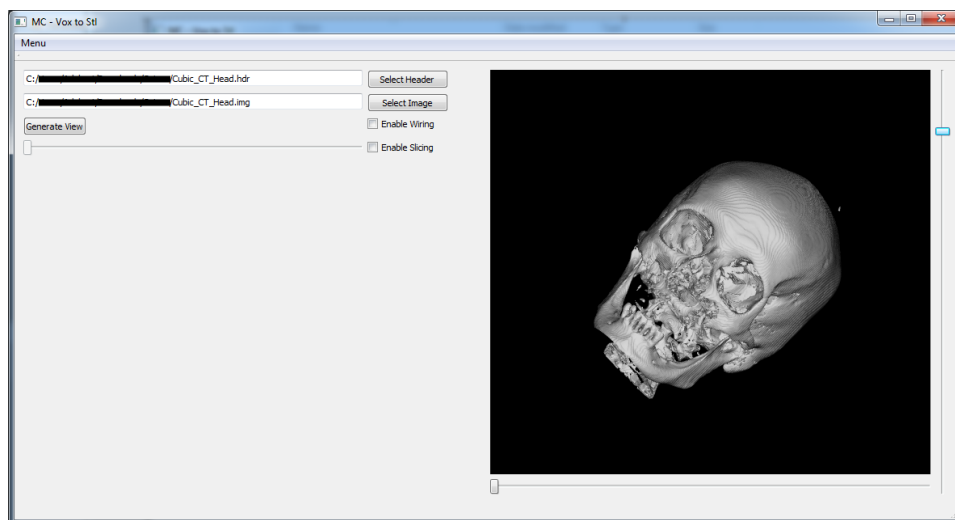 MC - Vox to Stl
Menu
C:/ /Cubic_CT_Head.hdr
Select Header
C:/ /Cubic_CT_Head.img
Select Image
Generate View
Enable Wiring
Enable Slicing